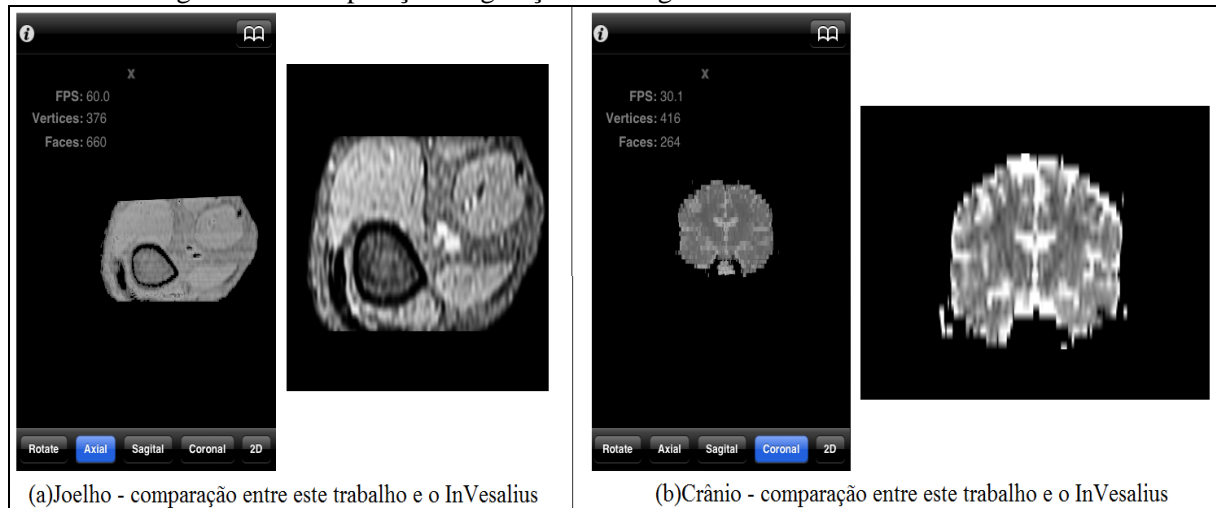 i
X
FPS: 60.0
Vertices: 376
Faces: 660
Rotate Axial Sagital Coronal 2D
(a)Joelho - comparação entre este trabalho e o InVesalius
i
X
FPS: 30.1
Vertices: 416
Faces: 264
Rotate Axial Sagital Coronal 2D
(b)Crânio - comparação entre este trabalho e o InVesalius